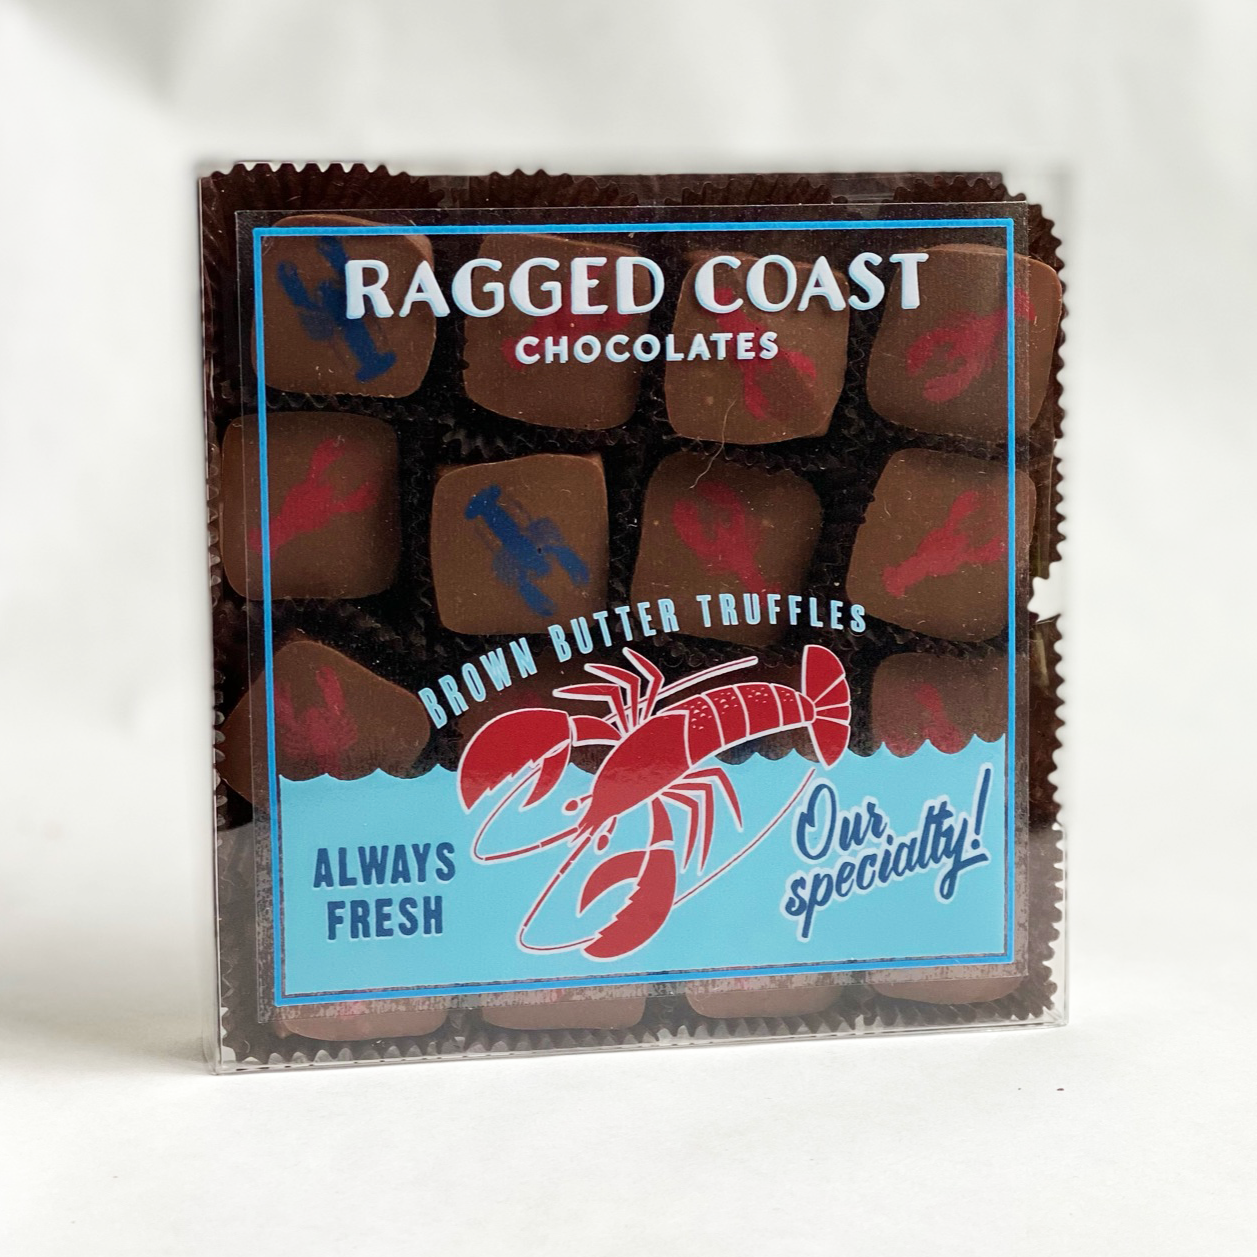 RAGGED COAST
CHOCOLATES
BROWN BUTTER TRUFFLES
ALWAYS
FRESH
Our
specialty!